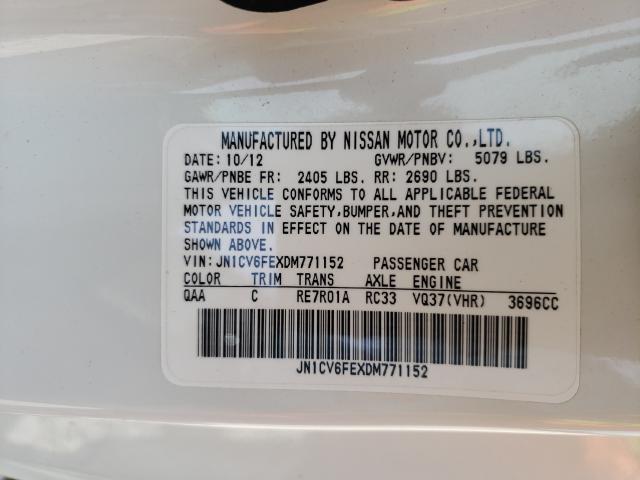 MANUFACTURED BY NISSAN MOTOR CO.,LTD.
DATE: 10/12 GVWR/PNBV: 5079 LBS.
GAWR/PNBE FR: 2405 LBS. RR: 2690 LBS.
THIS VEHICLE CONFORMS TO ALL APPLICABLE FEDERAL
MOTOR VEHICLE SAFETY,BUMPER,AND THEFT PREVENTION
STANDARDS IN EFFECT ON THE DATE OF MANUFACTURE
SHOWN ABOVE.
VIN: JN1CV6FEXDM771152 PASSENGER CAR
COLOR TRIM TRANS AXLE ENGINE
QAA C RE7R01A RC33 VQ37(VHR) 3696CC
JN1CV6FEXDM771152